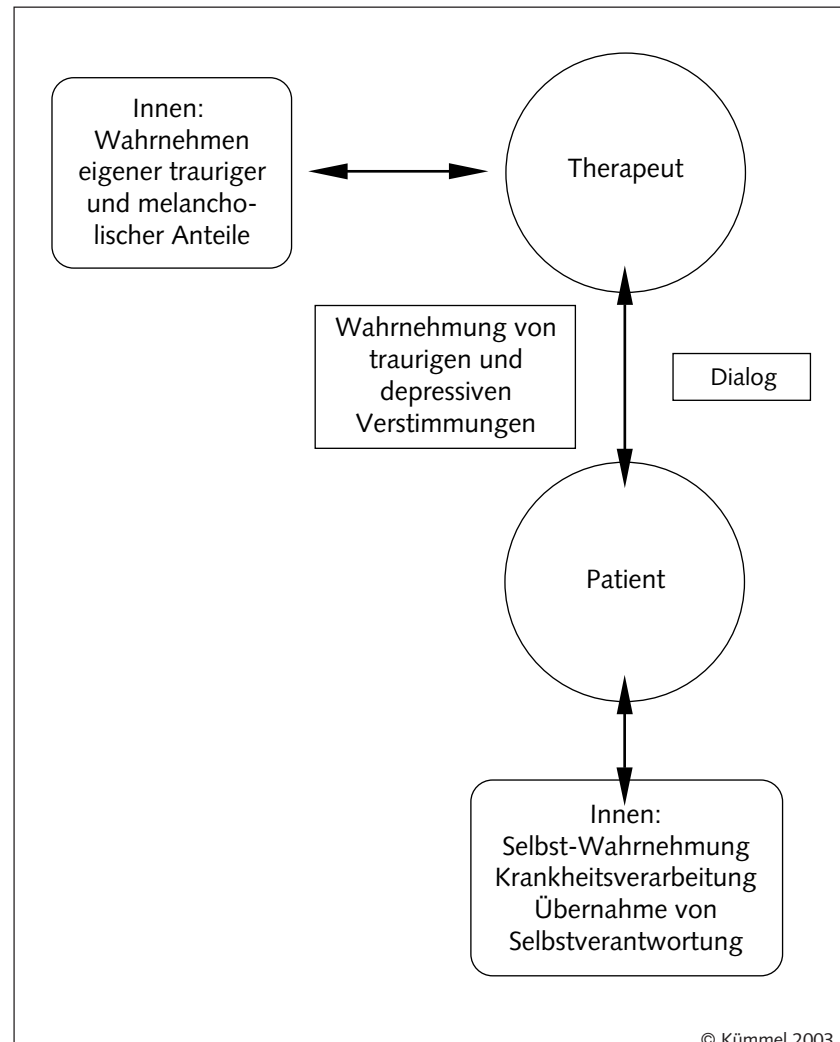 Innen:
Wahrnehmen
eigener trauriger
und melancho-
lischer Anteile
Therapeut
Wahrnehmung von
traurigen und
depressiven
Verstimmungen
Dialog
Patient
Innen:
Selbst-Wahrnehmung
Krankheitsverarbeitung
Übernahme von
Selbstverantwortung
© Kümmel 2003